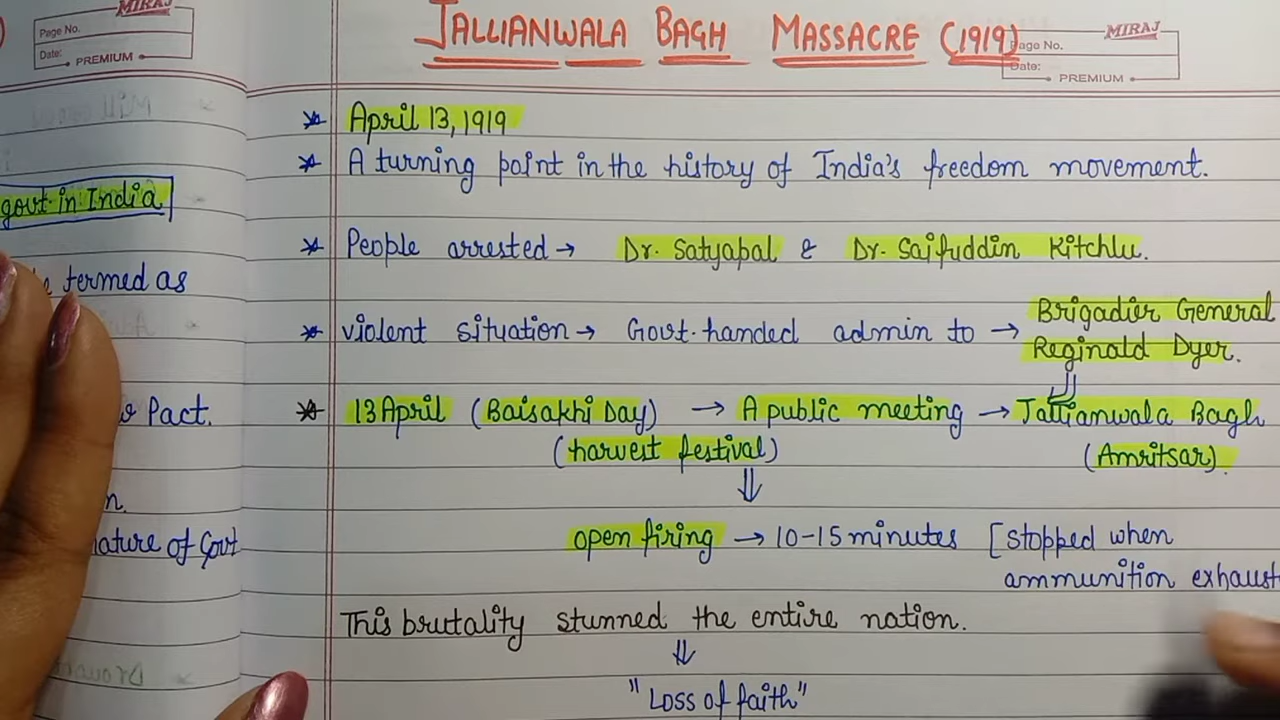 MIRAJ
Page No.
Date:
PREMIUM
govt in India
termed as
Pact.
nature of Govt
JALLIANWALA BAGH MASSACRE (1919)
MIRAJ
Page No.
Date:
PREMIUM
* April 13, 1919
* A turning point in the history of India's freedom movement.
* People arrested → Dr. Satyapal & Dr. Saifuddin Kitchlu.
* violent situation → Govt. handed admin to → Brigadier General
Reginald Dyer.
* 13 April (Baisakhi Day) → A public meeting → Jallianwala Bagh
(harvest festival) (Amritsar).
⇓
open firing → 10-15 minutes [stopped when
ammunition exhaust
This brutality stunned the entire nation.
⇓
"Loss of faith"